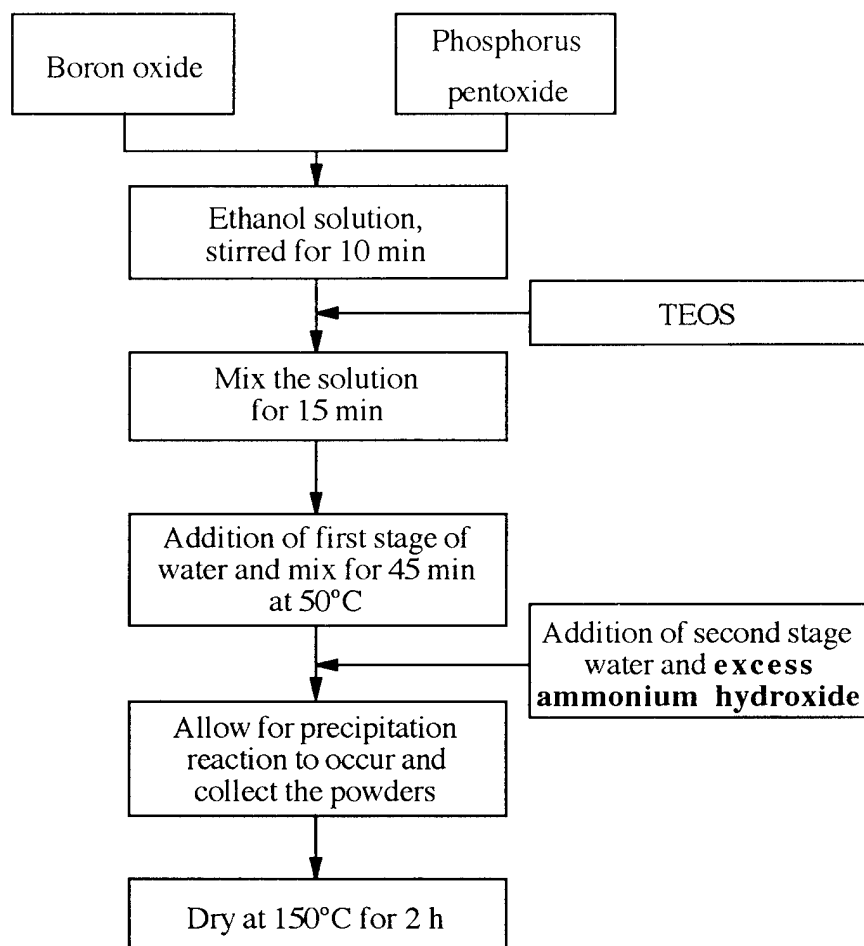 Boron oxide
Phosphorus
pentoxide
Ethanol solution,
stirred for 10 min
TEOS
Mix the solution
for 15 min
Addition of first stage of
water and mix for 45 min
at 50°C
Addition of second stage
water and excess
ammonium hydroxide
Allow for precipitation
reaction to occur and
collect the powders
Dry at 150°C for 2 h